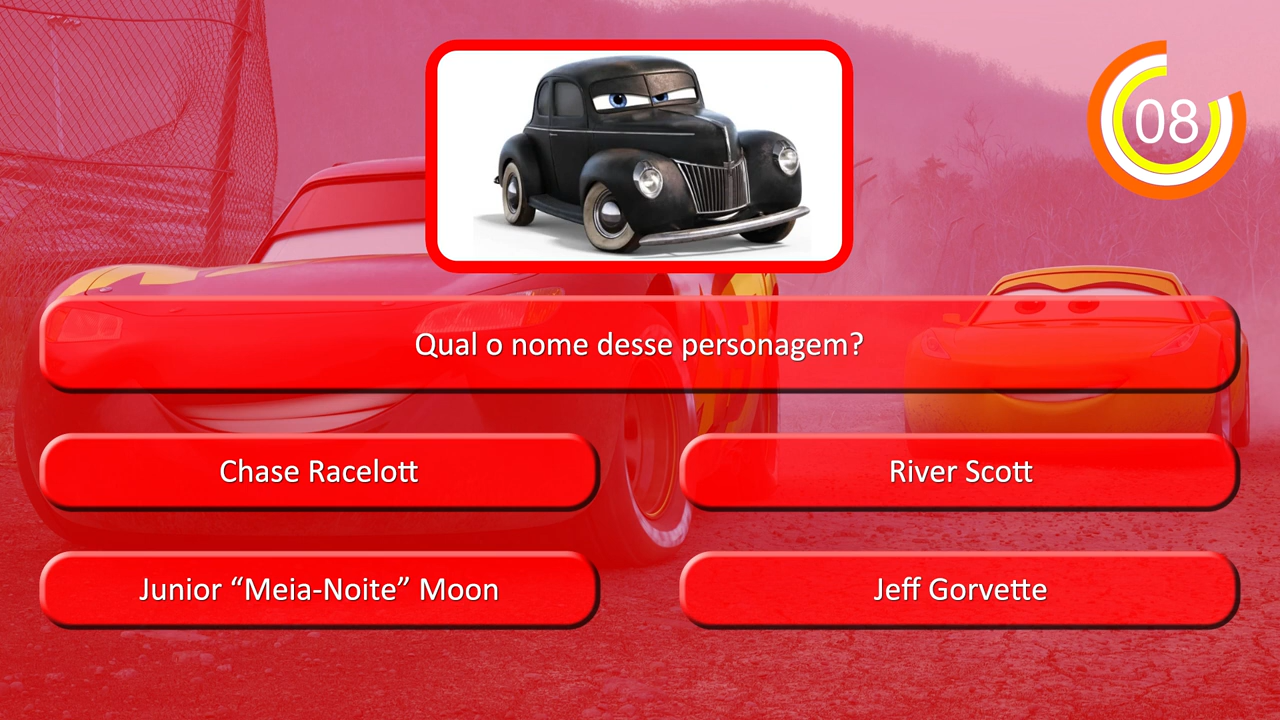 08
Qual o nome desse personagem?
Chase Racelott
River Scott
Junior “Meia-Noite” Moon
Jeff Gorvette